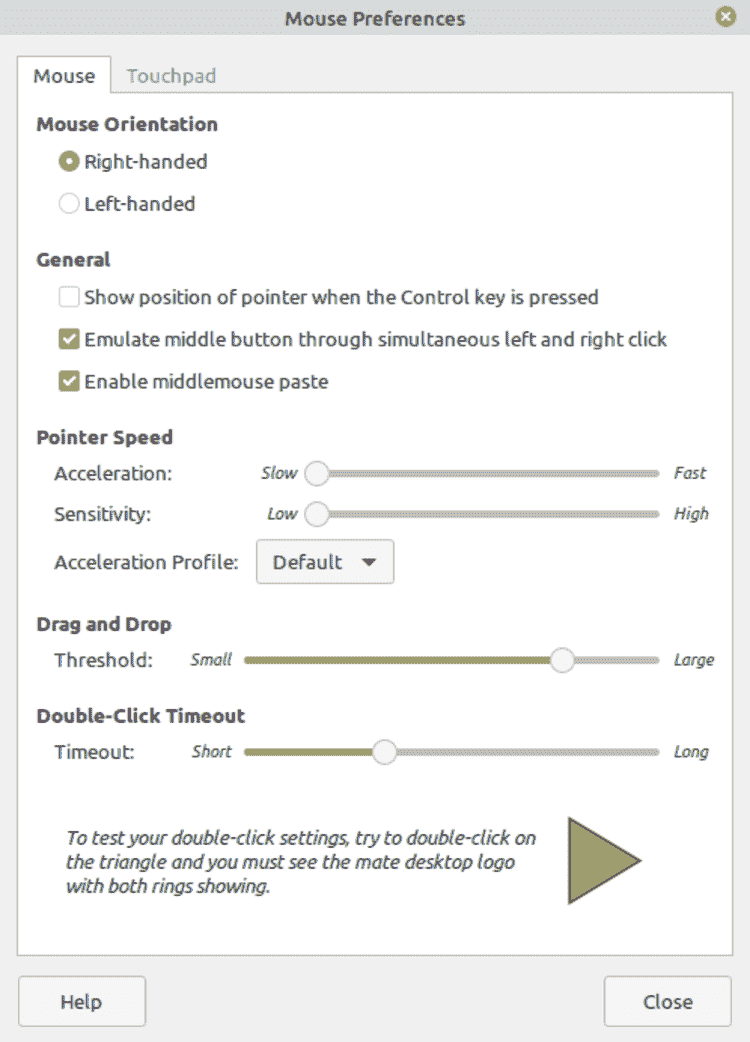 Mouse Preferences
Mouse Touchpad
Mouse Orientation
Right-handed
Left-handed
General
Show position of pointer when the Control key is pressed
Emulate middle button through simultaneous left and right click
Enable middlemouse paste
Pointer Speed
Acceleration: Slow Fast
Sensitivity: Low High
Acceleration Profile: Default
Drag and Drop
Threshold: Small Large
Double-Click Timeout
Timeout: Short Long
To test your double-click settings, try to double-click on
the triangle and you must see the mate desktop logo
with both rings showing.
Help Close